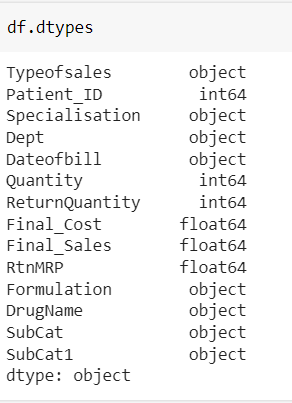 df.dtypes
Typeofsales object
Patient_ID int64
Specialisation object
Dept object
Dateofbill object
Quantity int64
ReturnQuantity int64
Final_Cost float64
Final_Sales float64
RtnMRP float64
Formulation object
DrugName object
SubCat object
SubCat1 object
dtype: object